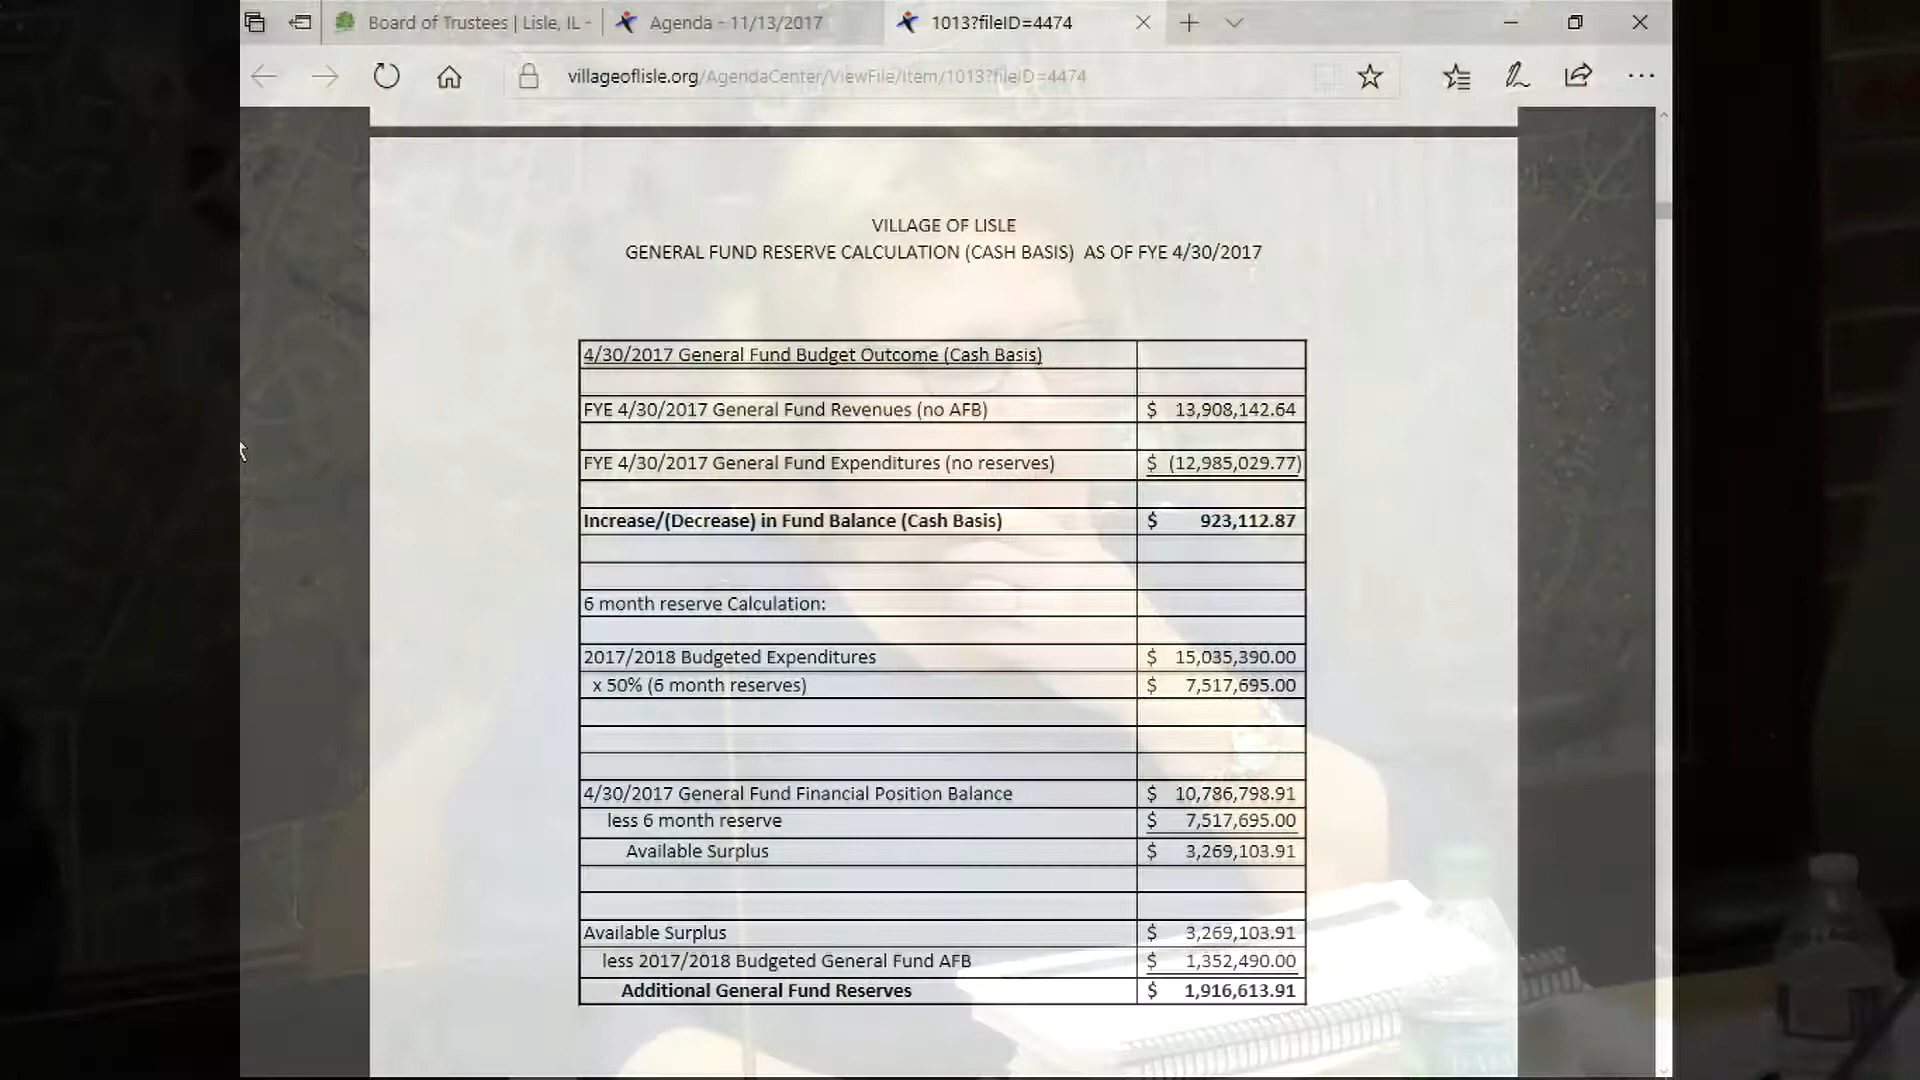 Board of Trustees | Lisle, IL -
Agenda - 11/13/2017
1013?fileID=4474
villageoflisle.org/AgendaCenter/ViewFile/Item/1013?fileID=4474
VILLAGE OF LISLE
GENERAL FUND RESERVE CALCULATION (CASH BASIS) AS OF FYE 4/30/2017
4/30/2017 General Fund Budget Outcome (Cash Basis)
FYE 4/30/2017 General Fund Revenues (no AFB) $ 13,908,142.64
FYE 4/30/2017 General Fund Expenditures (no reserves) $ (12,985,029.77)
Increase/(Decrease) in Fund Balance (Cash Basis) $ 923,112.87
6 month reserve Calculation:
2017/2018 Budgeted Expenditures $ 15,035,390.00
x 50% (6 month reserves) $ 7,517,695.00
4/30/2017 General Fund Financial Position Balance $ 10,786,798.91
less 6 month reserve $ 7,517,695.00
Available Surplus $ 3,269,103.91
Available Surplus $ 3,269,103.91
less 2017/2018 Budgeted General Fund AFB $ 1,352,490.00
Additional General Fund Reserves $ 1,916,613.91